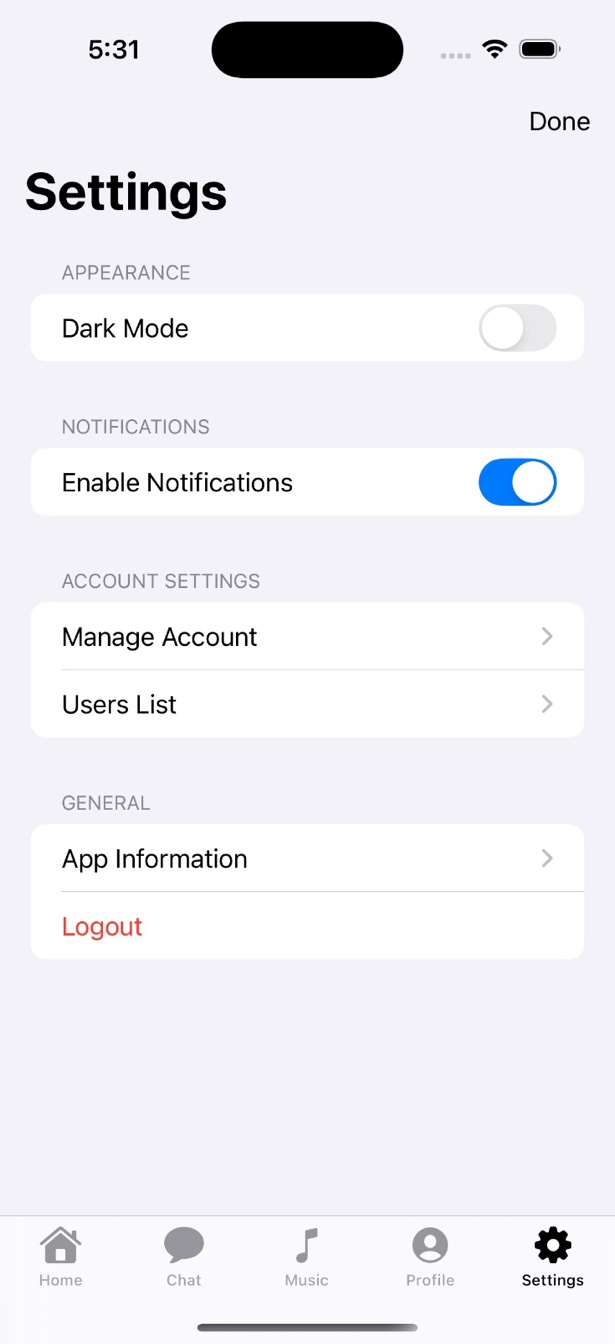 5:31
Done
Settings
APPEARANCE
Dark Mode
NOTIFICATIONS
Enable Notifications
ACCOUNT SETTINGS
Manage Account
Users List
GENERAL
App Information
Logout
Home Chat Music Profile Settings